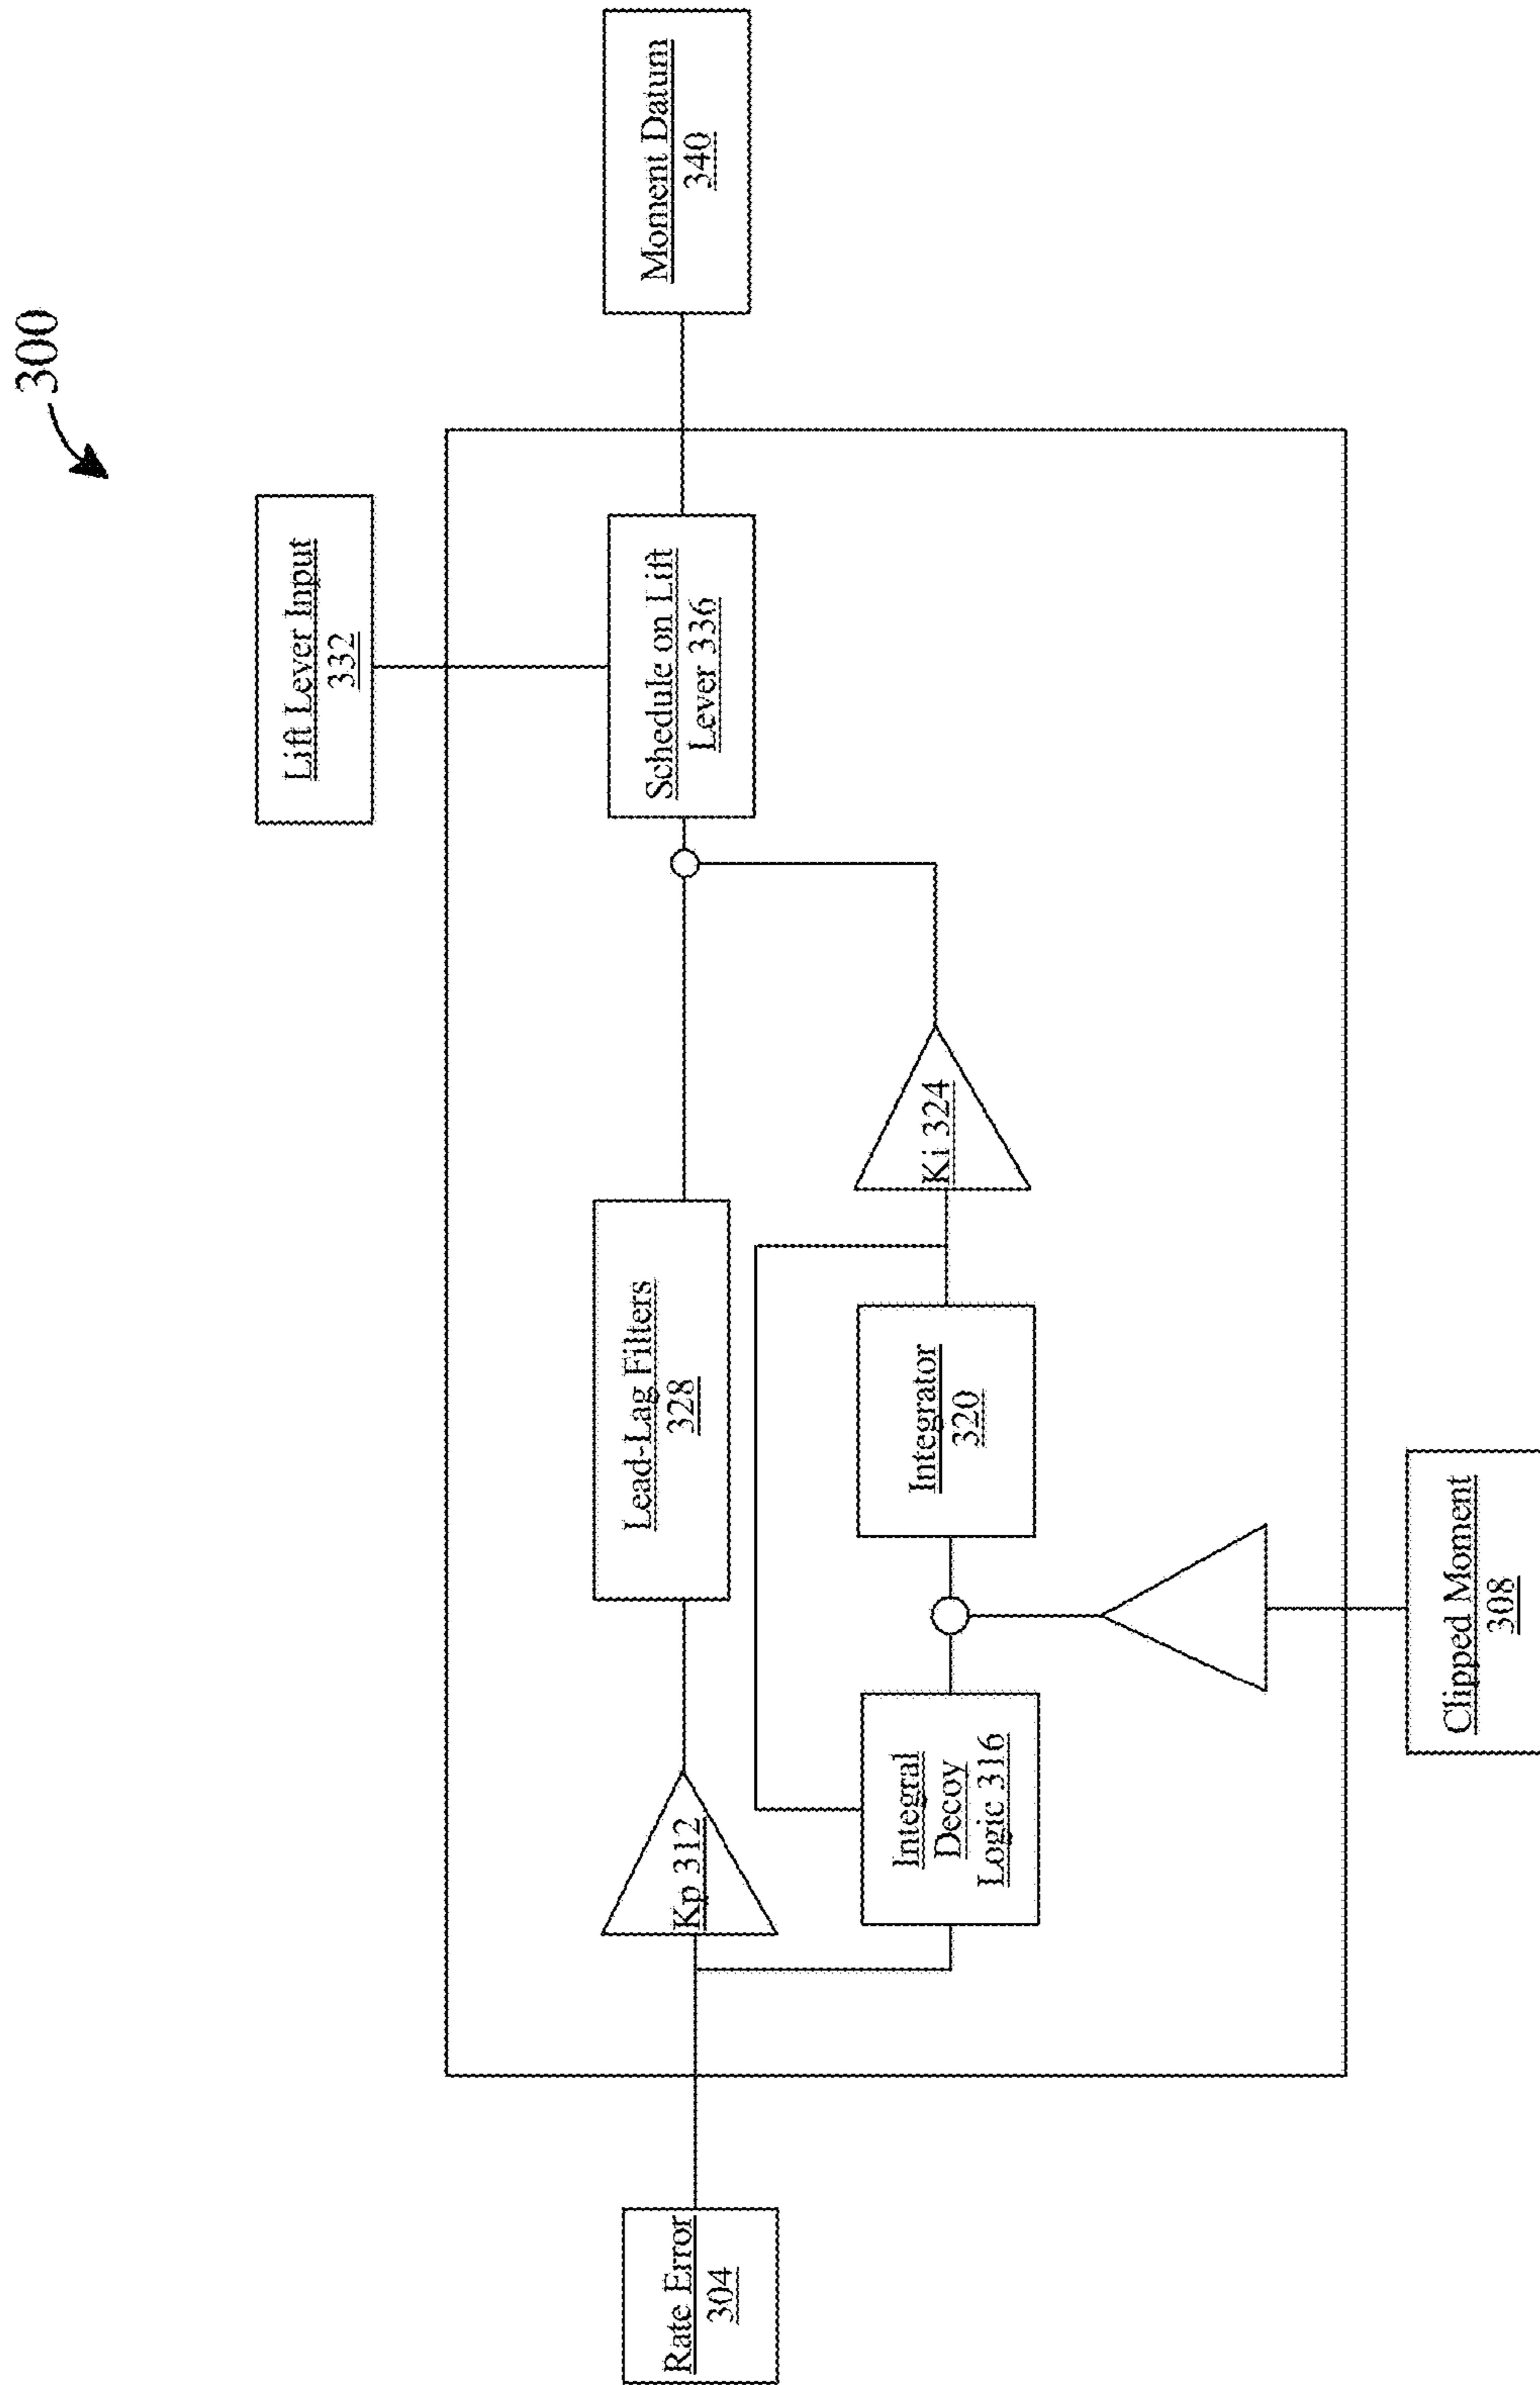 300
Lift Lever Input
332
Rate Error
304
Kp 312
Lead-Lag Filters
328
Schedule on Lift
Lever 336
Moment Datum
340
Integral
Decoy
Logic 316
Integrator
320
Ki 324
Clipped Moment
308